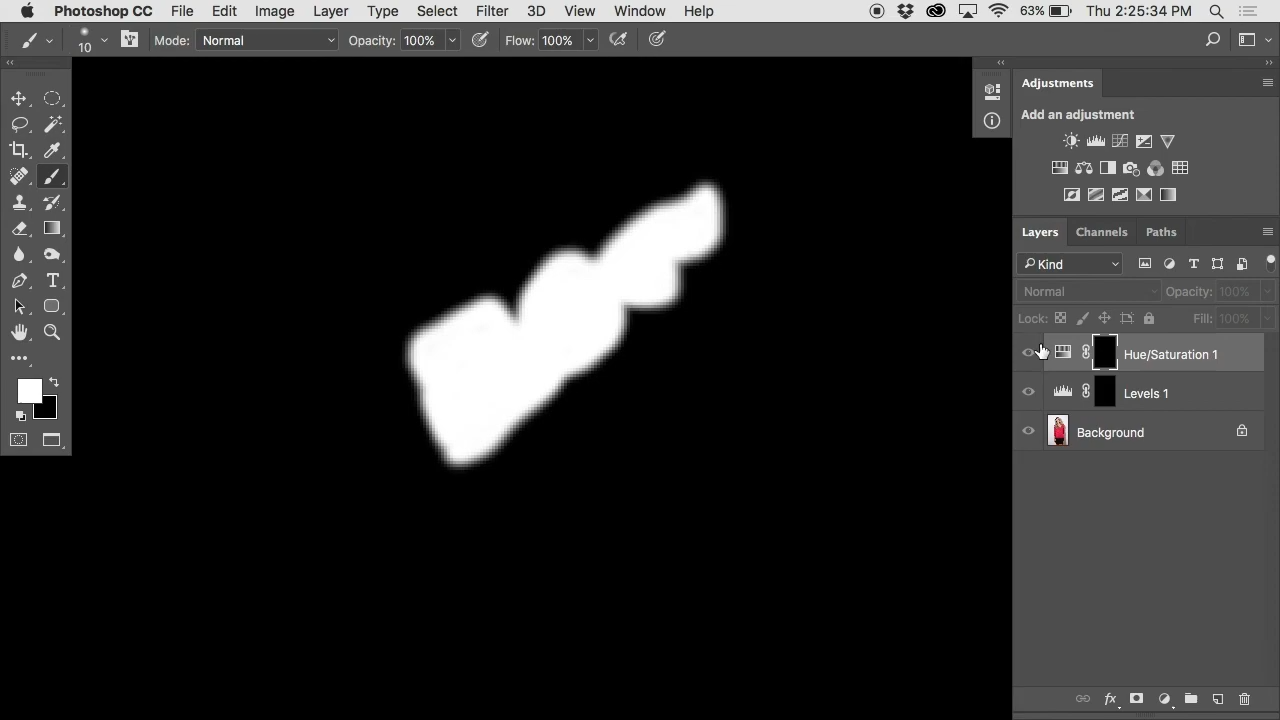 Photoshop CC File Edit Image Layer Type Select Filter 3D View Window Help 63% Thu 2:25:34 PM
10 Mode: Normal Opacity: 100% Flow: 100%
Adjustments
Add an adjustment
Layers Channels Paths
Kind
Normal Opacity: 100%
Lock: Fill: 100%
Hue/Saturation 1
Levels 1
Background
fx